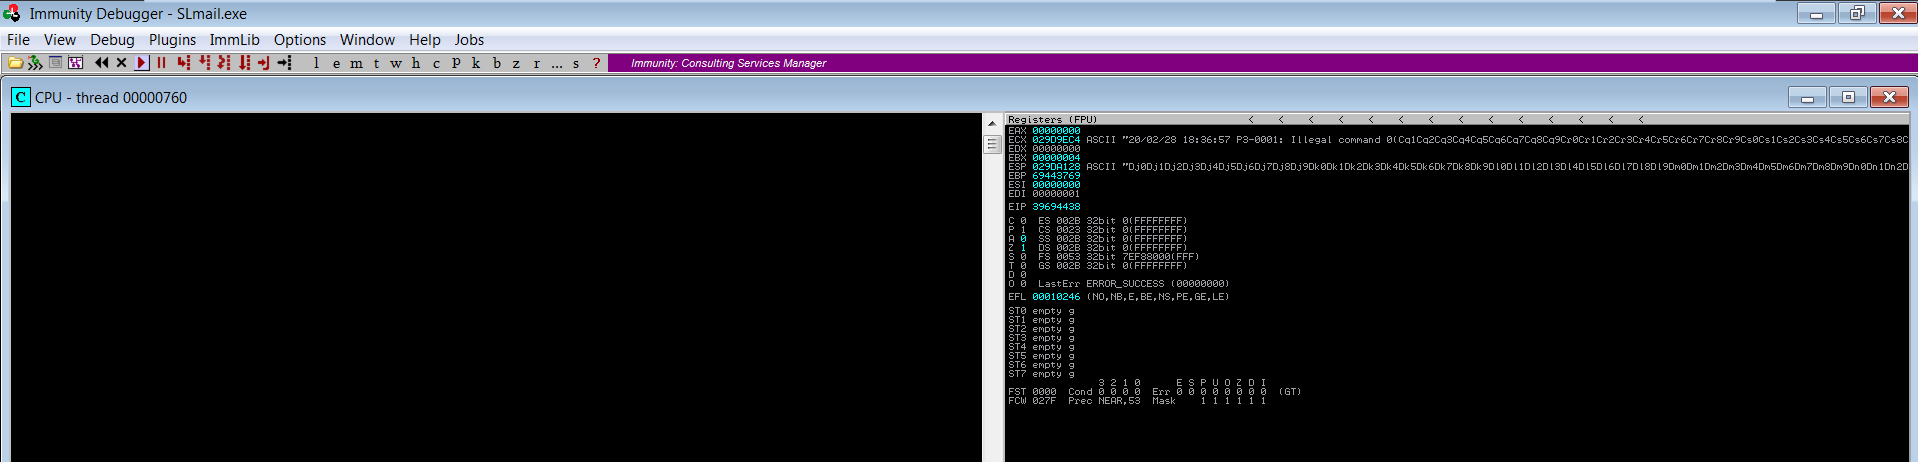 Immunity Debugger - SLmail.exe
File View Debug Plugins ImmLib Options Window Help Jobs
l e m t w h c P k b z r ... s ? Immunity: Consulting Services Manager
C CPU - thread 00000760
Registers (FPU) < < < < < < < < < < < < < <
EAX 00000000
ECX 029D9EC4 ASCII "20/02/28 18:36:57 P3-0001: Illegal command 0(Cq1Cq2Cq3Cq4Cq5Cq6Cq7Cq8Cq9Cr0Cr1Cr2Cr3Cr4Cr5Cr6Cr7Cr8Cr9Cs0Cs1Cs2Cs3Cs4Cs5Cs6Cs7Cs8C
EDX 00000000
EBX 00000004
ESP 029DA128 ASCII "Dj0Dj1Dj2Dj3Dj4Dj5Dj6Dj7Dj8Dj9Dk0Dk1Dk2Dk3Dk4Dk5Dk6Dk7Dk8Dk9Dl0Dl1Dl2Dl3Dl4Dl5Dl6Dl7Dl8Dl9Dm0Dm1Dm2Dm3Dm4Dm5Dm6Dm7Dm8Dm9Dn0Dn1Dn2D
EBP 69443769
ESI 00000000
EDI 00000001
EIP 39694438
C 0 ES 002B 32bit 0(FFFFFFFF)
P 1 CS 0023 32bit 0(FFFFFFFF)
A 0 SS 002B 32bit 0(FFFFFFFF)
Z 1 DS 002B 32bit 0(FFFFFFFF)
S 0 FS 0053 32bit 7EF38000(FFF)
T 0 GS 002B 32bit 0(FFFFFFFF)
D 0
O 0 LastErr ERROR_SUCCESS (00000000)
EFL 00010246 (NO,NB,E,BE,NS,PE,GE,LE)
ST0 empty g
ST1 empty g
ST2 empty g
ST3 empty g
ST4 empty g
ST5 empty g
ST6 empty g
ST7 empty g
3 2 1 0 E S P U O Z D I
FST 0000 Cond 0 0 0 0 Err 0 0 0 0 0 0 0 0 (GT)
FCW 027F Prec NEAR,53 Mask 1 1 1 1 1 1